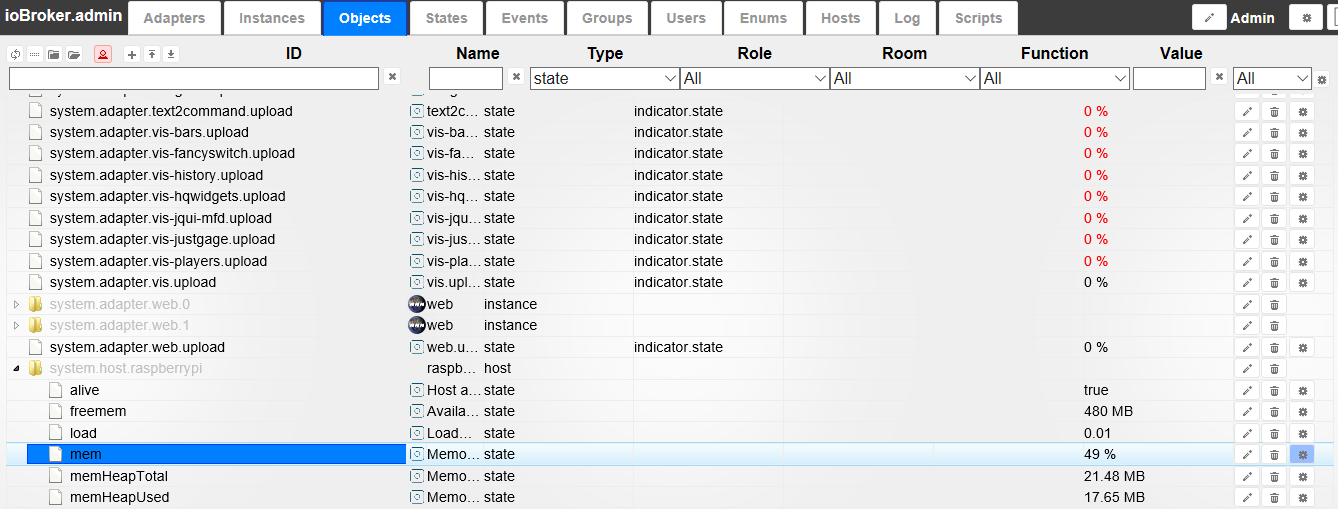 ioBroker.admin Adapters Instances Objects States Events Groups Users Enums Hosts Log Scripts Admin
ID Name Type Role Room Function Value
state All All All All
system.adapter.text2command.upload text2c... state indicator.state 0 %
system.adapter.vis-bars.upload vis-ba... state indicator.state 0 %
system.adapter.vis-fancyswitch.upload vis-fa... state indicator.state 0 %
system.adapter.vis-history.upload vis-his... state indicator.state 0 %
system.adapter.vis-hqwidgets.upload vis-hq... state indicator.state 0 %
system.adapter.vis-jqui-mfd.upload vis-jqu... state indicator.state 0 %
system.adapter.vis-justgage.upload vis-jus... state indicator.state 0 %
system.adapter.vis-players.upload vis-pla... state indicator.state 0 %
system.adapter.vis.upload vis.upl... state indicator.state 0 %
system.adapter.web.0 web instance
system.adapter.web.1 web instance
system.adapter.web.upload web.u... state indicator.state 0 %
system.host.raspberrypi raspb... host
alive Host a... state true
freemem Availa... state 480 MB
load Load... state 0.01
mem Memo... state 49 %
memHeapTotal Memo... state 21.48 MB
memHeapUsed Memo... state 17.65 MB